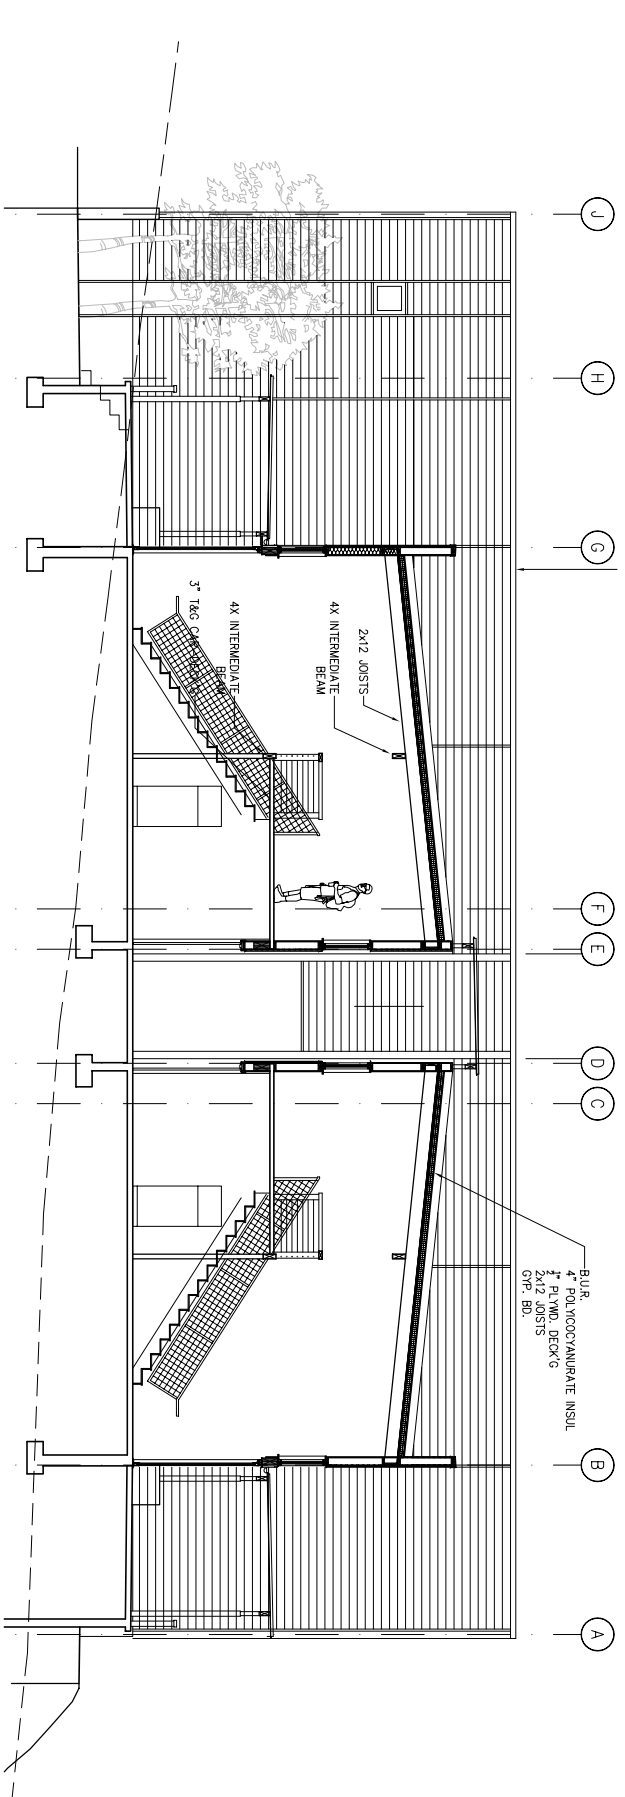 J
H
G
F
E
D
C
B
A
B.U.R.
4" POLYICOCYANURATE INSUL
½" PLYWD. DECK'G
2x12 JOISTS
GYP. BD.
2x12 JOISTS
4X INTERMEDIATE
BEAM
4X INTERMEDIATE
BEAM
3" T&G